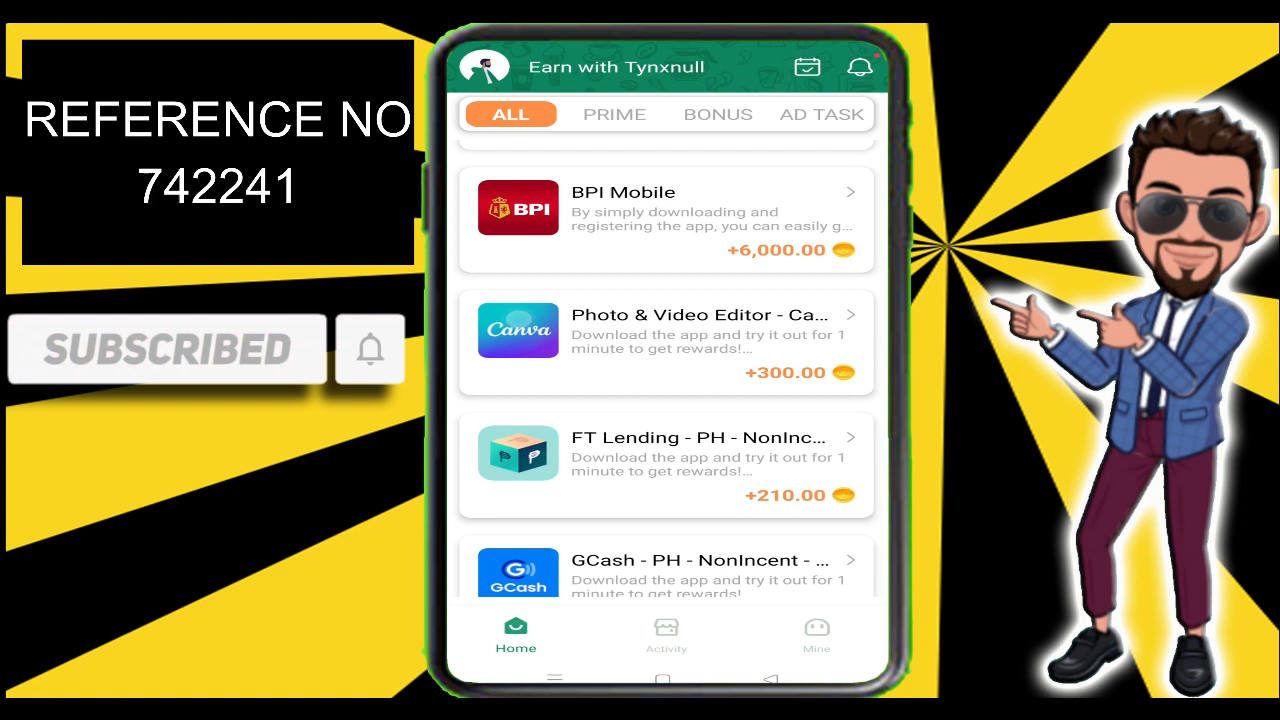 REFERENCE NO
742241
SUBSCRIBED
Earn with Tynxnull
ALL PRIME BONUS AD TASK
BPI
BPI Mobile
By simply downloading and
registering the app, you can easily g...
+6,000.00
Canva
Photo & Video Editor - Ca...
Download the app and try it out for 1
minute to get rewards!...
+300.00
FT Lending - PH - NonInc...
Download the app and try it out for 1
minute to get rewards!...
+210.00
GCash
GCash - PH - NonIncent - ...
Download the app and try it out for 1
minute to get rewards!
Home Activity Mine